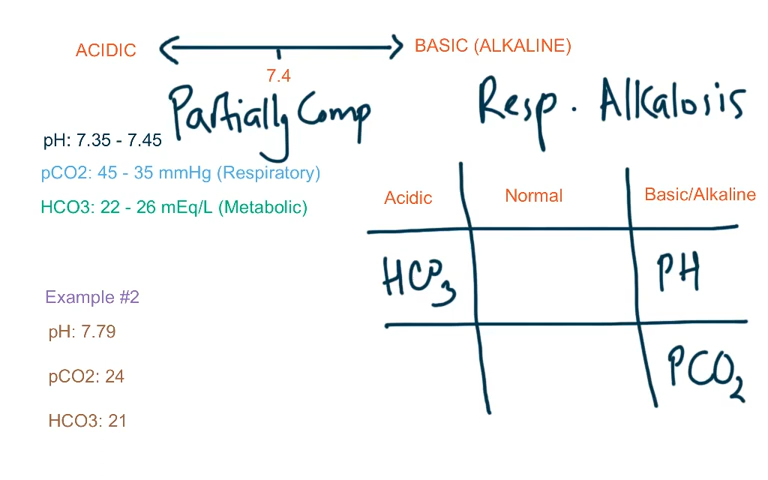 ACIDIC
BASIC (ALKALINE)
7.4
Partially Comp
Resp. Alkalosis
pH: 7.35 - 7.45
pCO2: 45 - 35 mmHg (Respiratory)
HCO3: 22 - 26 mEq/L (Metabolic)
Acidic
Normal
Basic/Alkaline
HCO3
PH
PCO2
Example #2
pH: 7.79
pCO2: 24
HCO3: 21